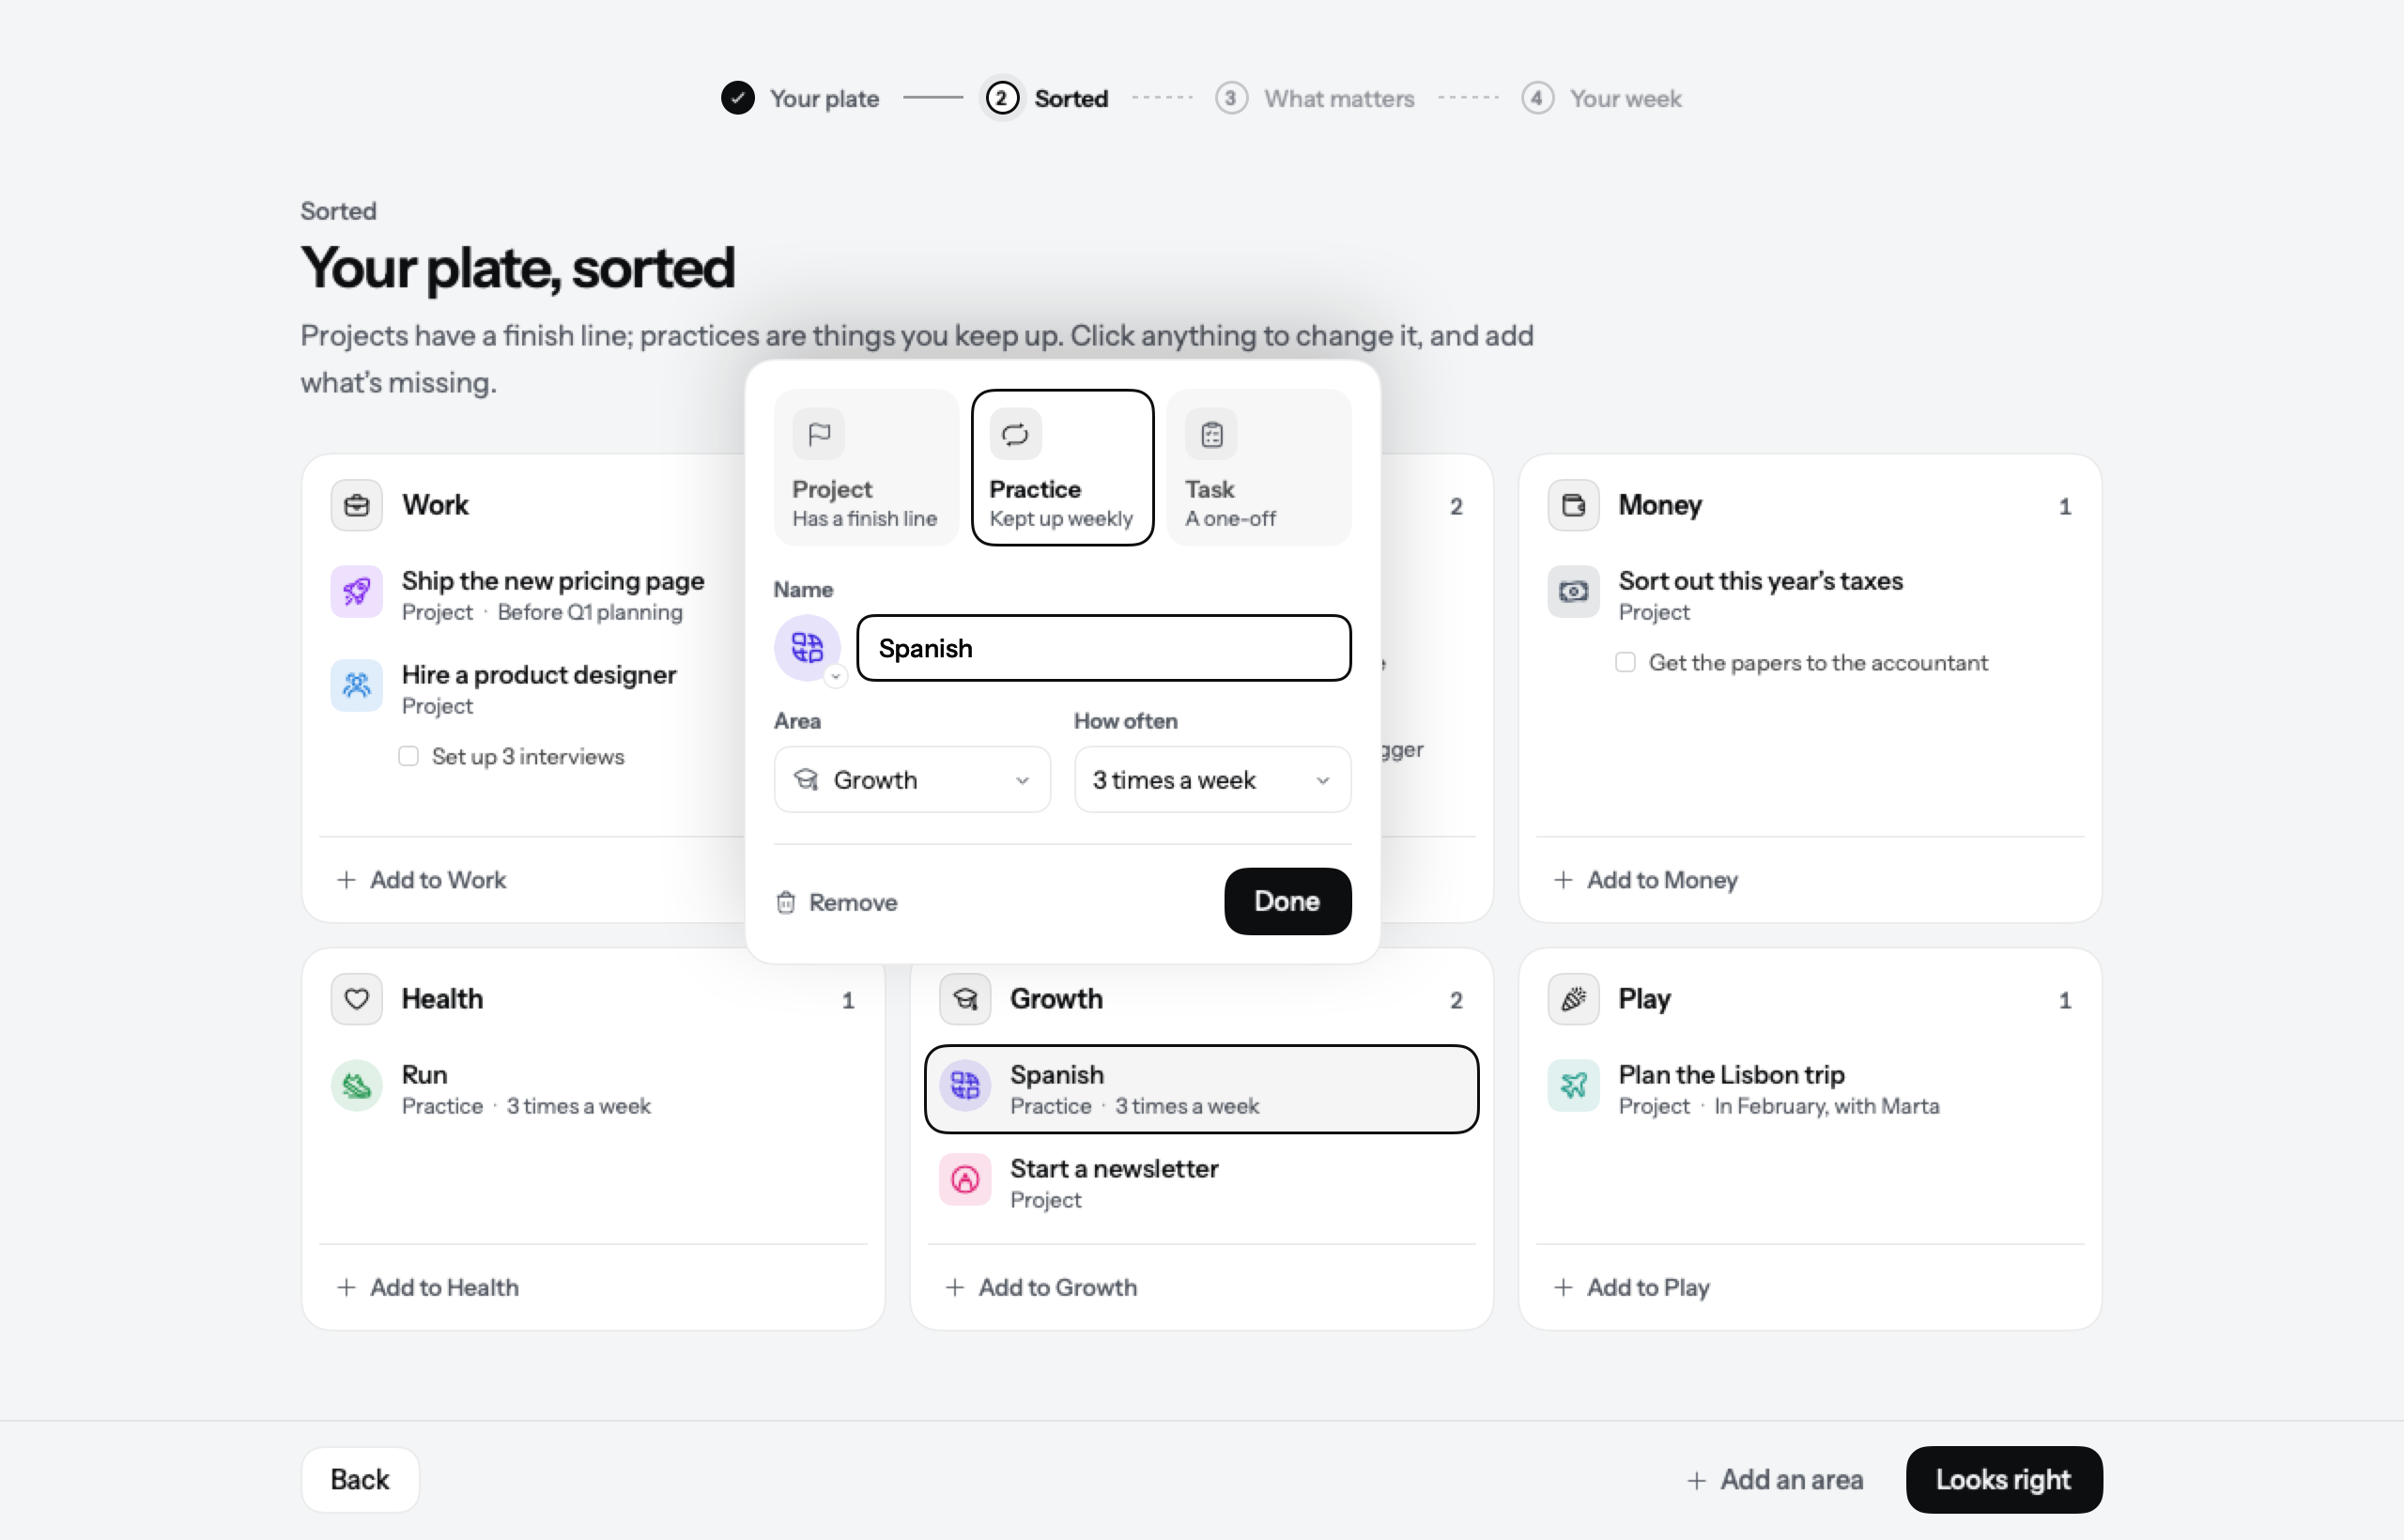 Your plate
2 Sorted
3 What matters
4 Your week
Sorted
Your plate, sorted
Projects have a finish line; practices are things you keep up. Click anything to change it, and add
what's missing.
Project
Has a finish line
Practice
Kept up weekly
Task
A one-off
Name
Spanish
Area
How often
Growth
3 times a week
Remove
Done
Work
Ship the new pricing page
Project · Before Q1 planning
Hire a product designer
Project
Set up 3 interviews
Add to Work
2
Money
1
Sort out this year's taxes
Project
Get the papers to the accountant
Add to Money
Health
1
Run
Practice · 3 times a week
Add to Health
Growth
2
Spanish
Practice · 3 times a week
Start a newsletter
Project
Add to Growth
Play
1
Plan the Lisbon trip
Project · In February, with Marta
Add to Play
Back
Add an area
Looks right